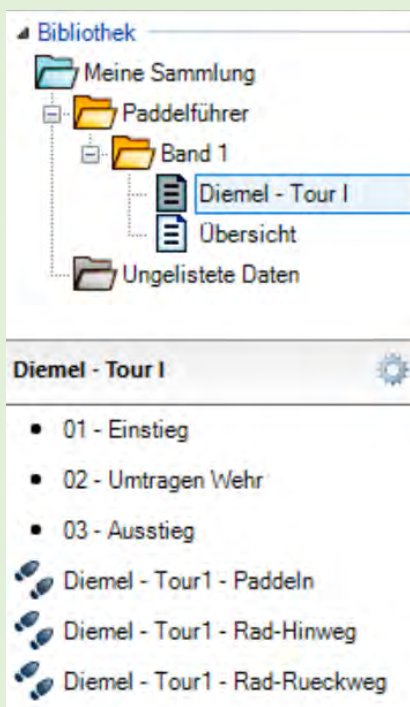 Bibliothek
Meine Sammlung
Paddelführer
Band 1
Diemel - Tour I
Übersicht
Ungelistete Daten
Diemel - Tour I
01 - Einstieg
02 - Umtragen Wehr
03 - Ausstieg
Diemel - Tour1 - Paddeln
Diemel - Tour1 - Rad-Hinweg
Diemel - Tour1 - Rad-Rueckweg